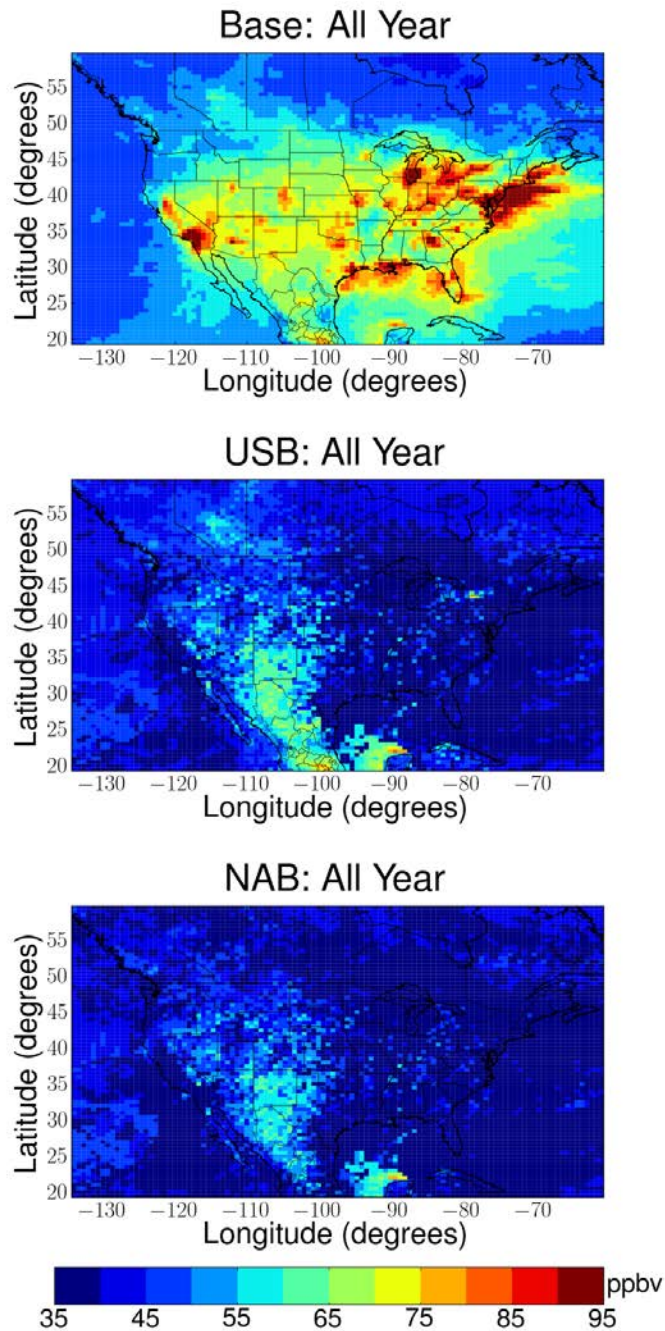 Base: All Year
Latitude (degrees)
55
50
45
40
35
30
25
20
−130 −120 −110 −100 −90 −80 −70
Longitude (degrees)
USB: All Year
Latitude (degrees)
55
50
45
40
35
30
25
20
−130 −120 −110 −100 −90 −80 −70
Longitude (degrees)
NAB: All Year
Latitude (degrees)
55
50
45
40
35
30
25
20
−130 −120 −110 −100 −90 −80 −70
Longitude (degrees)
ppbv
35 45 55 65 75 85 95